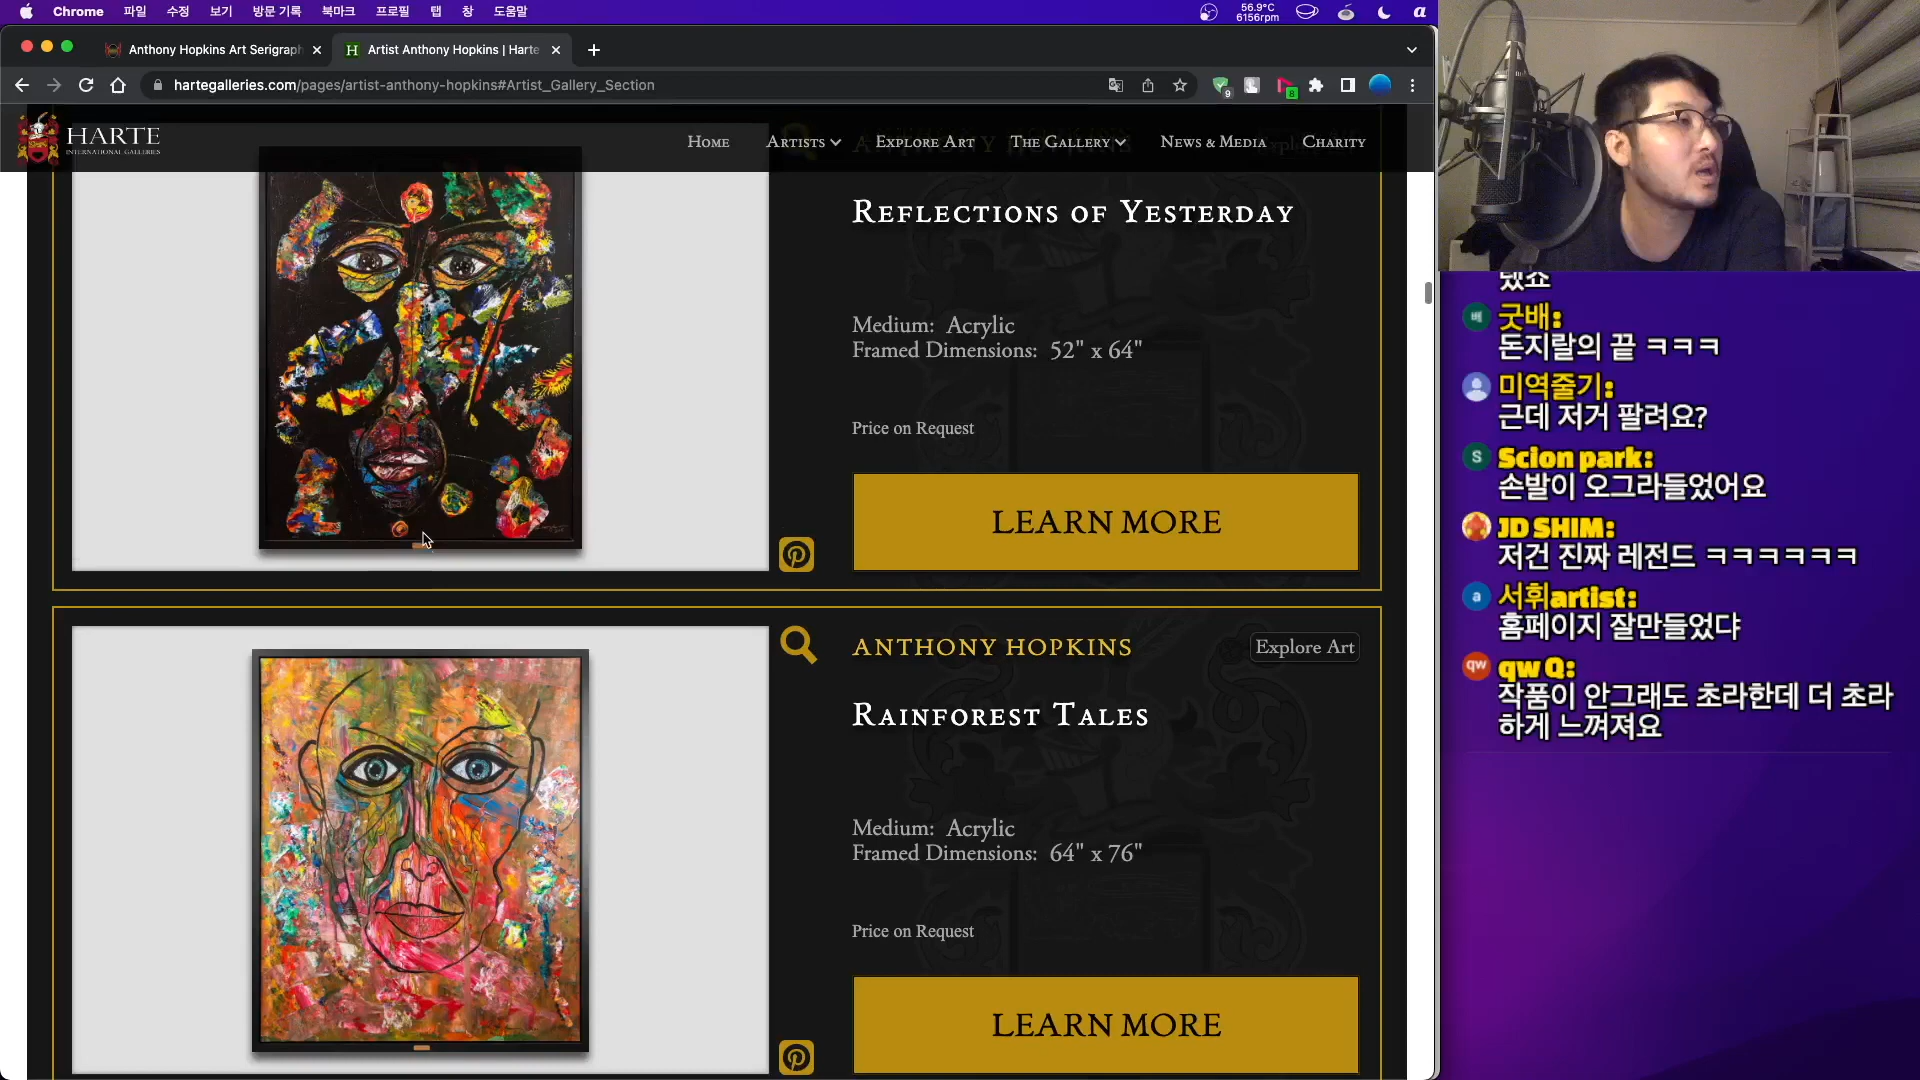 Chrome 파일 수정 보기 방문 기록 북마크 프로필 탭 창 도움말
56.9°C
6156rpm
Anthony Hopkins Art Serigraph
Artist Anthony Hopkins | Harte
hartegalleries.com/pages/artist-anthony-hopkins#Artist_Gallery_Section
9
8
HARTE
INTERNATIONAL GALLERIES
Home Artists Explore Art The Gallery News & Media Charity
Reflections of Yesterday
Medium: Acrylic
Framed Dimensions: 52" x 64"
Price on Request
LEARN MORE
ANTHONY HOPKINS
Explore Art
Rainforest Tales
Medium: Acrylic
Framed Dimensions: 64" x 76"
Price on Request
LEARN MORE
굿배:
돈지랄의 끝 ㅋㅋㅋ
미역줄기:
근데 저거 팔려요?
S Scion park:
손발이 오그라들었어요
JD SHIM:
저건 진짜 레전드 ㅋㅋㅋㅋㅋㅋ
a 서휘artist:
홈페이지 잘만들었댜
qw qw Q:
작품이 안그래도 초라한데 더 초라
하게 느껴져요